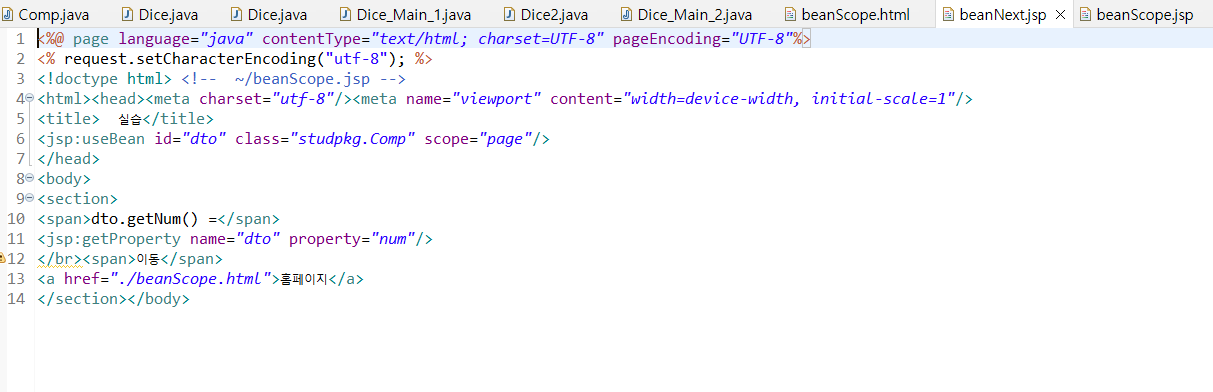 Comp.java Dice.java Dice.java Dice_Main_1.java Dice2.java Dice_Main_2.java beanScope.html beanNext.jsp beanScope.jsp
1 <%@ page language="java" contentType="text/html; charset=UTF-8" pageEncoding="UTF-8"%>
2 <% request.setCharacterEncoding("utf-8"); %>
3 <!doctype html> <!--  ~/beanScope.jsp -->
4 <html><head><meta charset="utf-8"/><meta name="viewport" content="width=device-width, initial-scale=1"/>
5 <title>  실습</title>
6 <jsp:useBean id="dto" class="studpkg.Comp" scope="page"/>
7 </head>
8 <body>
9 <section>
10 <span>dto.getNum() =</span>
11 <jsp:getProperty name="dto" property="num"/>
12 </br><span>이동</span>
13 <a href="./beanScope.html">홈페이지</a>
14 </section></body>